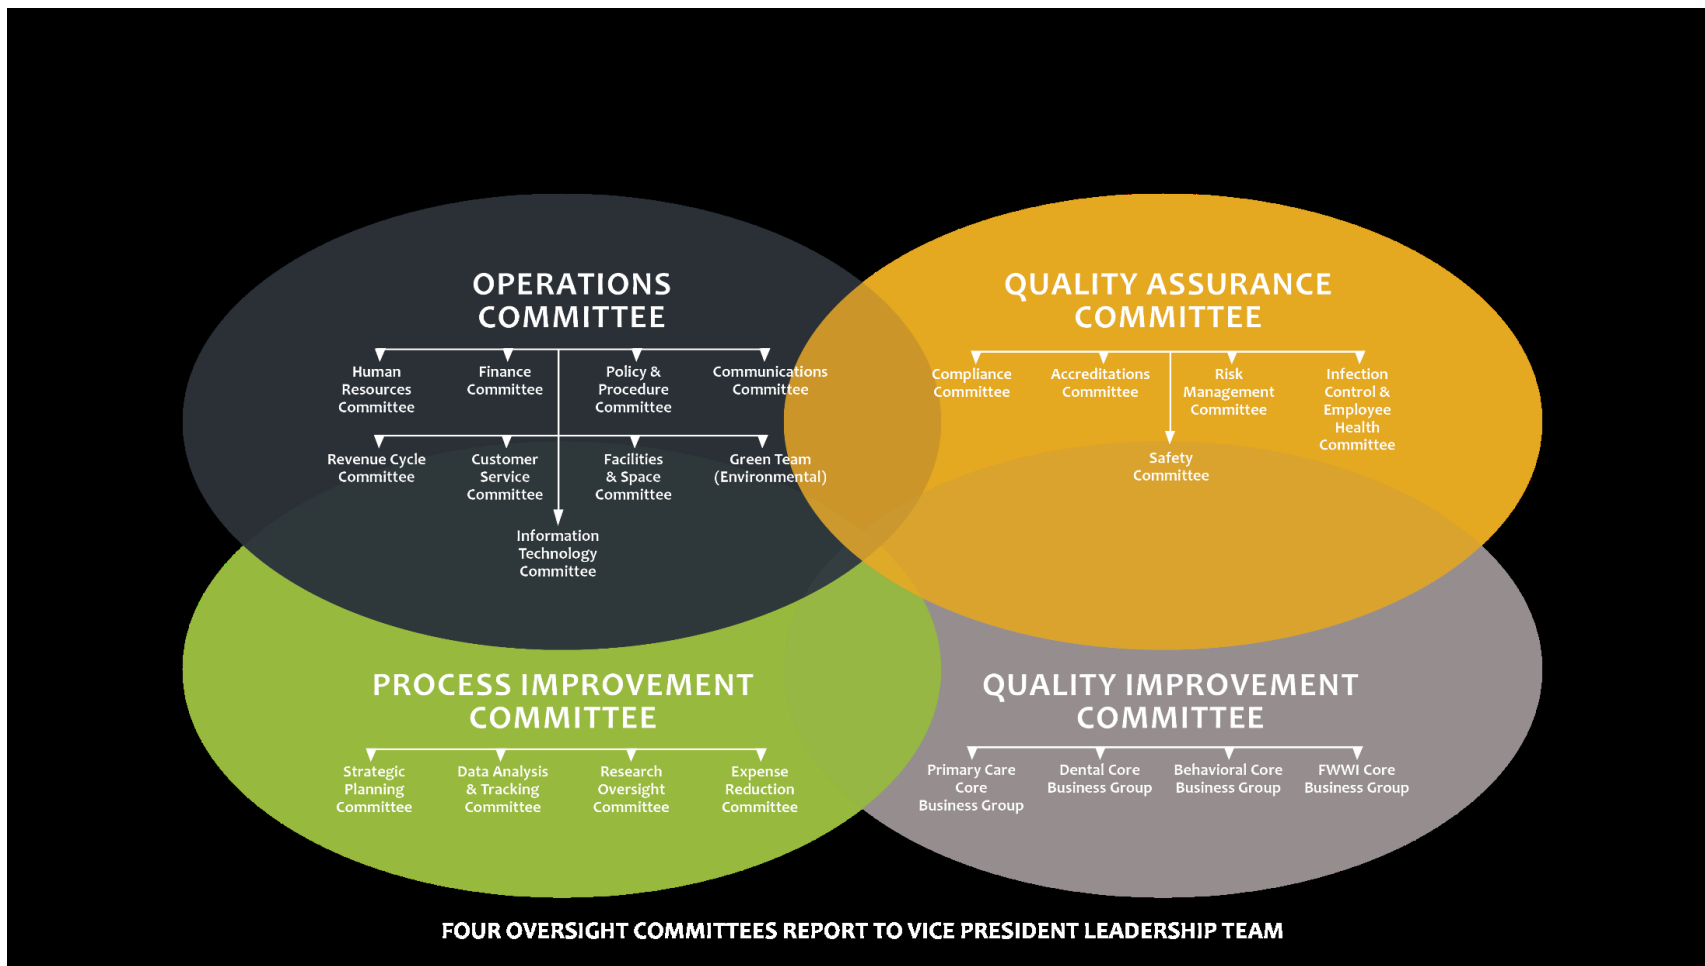 OPERATIONS
COMMITTEE
Human
Resources
Committee
Finance
Committee
Policy &
Procedure
Committee
Communications
Committee
Revenue Cycle
Committee
Customer
Service
Committee
Facilities
& Space
Committee
Green Team
(Environmental)
Information
Technology
Committee
QUALITY ASSURANCE
COMMITTEE
Compliance
Committee
Accreditations
Committee
Risk
Management
Committee
Infection
Control &
Employee
Health
Committee
Safety
Committee
PROCESS IMPROVEMENT
COMMITTEE
Strategic
Planning
Committee
Data Analysis
& Tracking
Committee
Research
Oversight
Committee
Expense
Reduction
Committee
QUALITY IMPROVEMENT
COMMITTEE
Primary Care
Core
Business Group
Dental Core
Business Group
Behavioral Core
Business Group
FWWI Core
Business Group
FOUR OVERSIGHT COMMITTEES REPORT TO VICE PRESIDENT LEADERSHIP TEAM